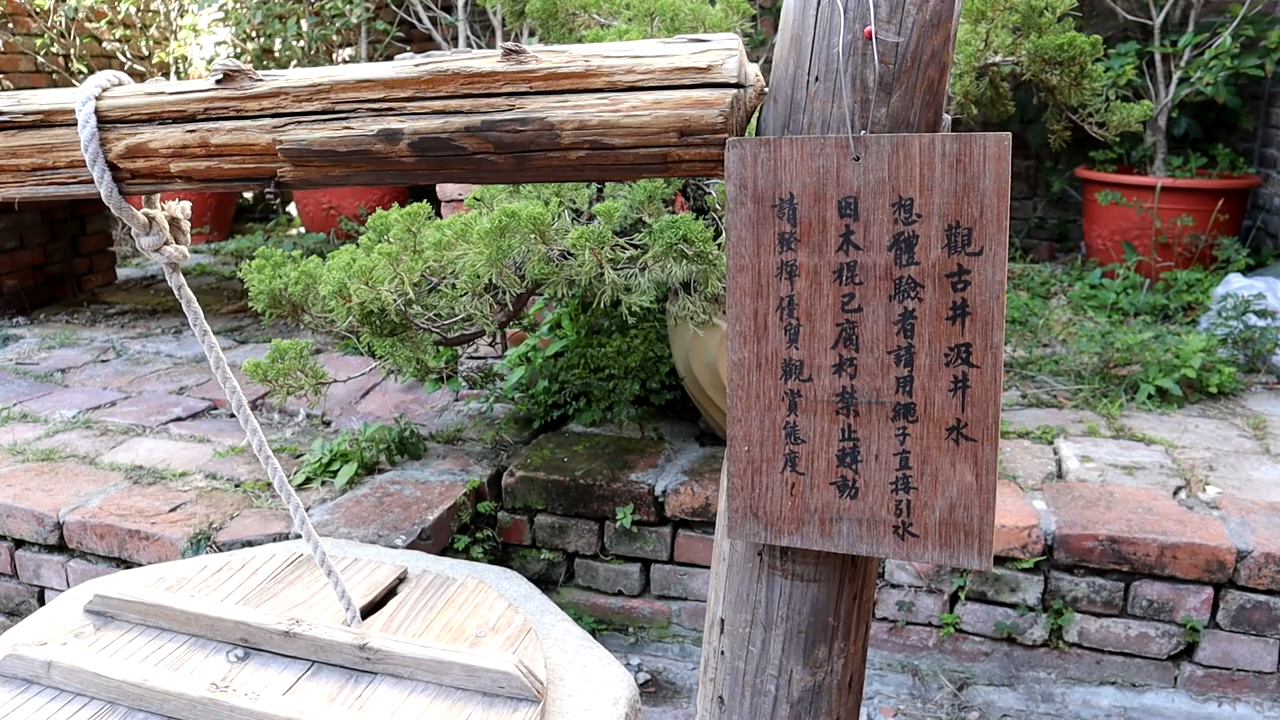 觀古井汲井水
想體驗者請用繩子直接引水
因木棍已腐朽禁止轉動
請發揮優質觀賞態度！